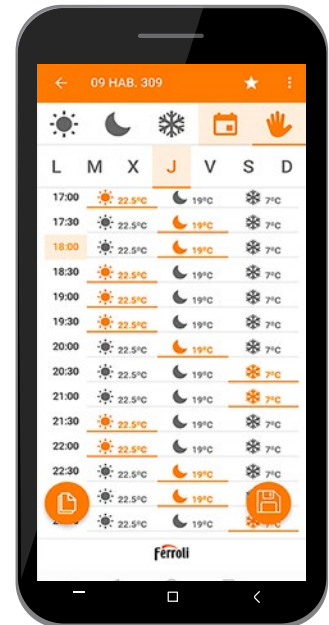 09 HAB. 309
L M X J V S D
17:00 22.5ºC 19ºC 7ºC
17:30 22.5ºC 19ºC 7ºC
18:00 22.5ºC 19ºC 7ºC
18:30 22.5ºC 19ºC 7ºC
19:00 22.5ºC 19ºC 7ºC
19:30 22.5ºC 19ºC 7ºC
20:00 22.5ºC 19ºC 7ºC
20:30 22.5ºC 19ºC 7ºC
21:00 22.5ºC 19ºC 7ºC
21:30 22.5ºC 19ºC 7ºC
22:00 22.5ºC 19ºC 7ºC
22:30 22.5ºC 19ºC 7ºC
22.5ºC 19ºC
22.5ºC 19ºC
Ferroli